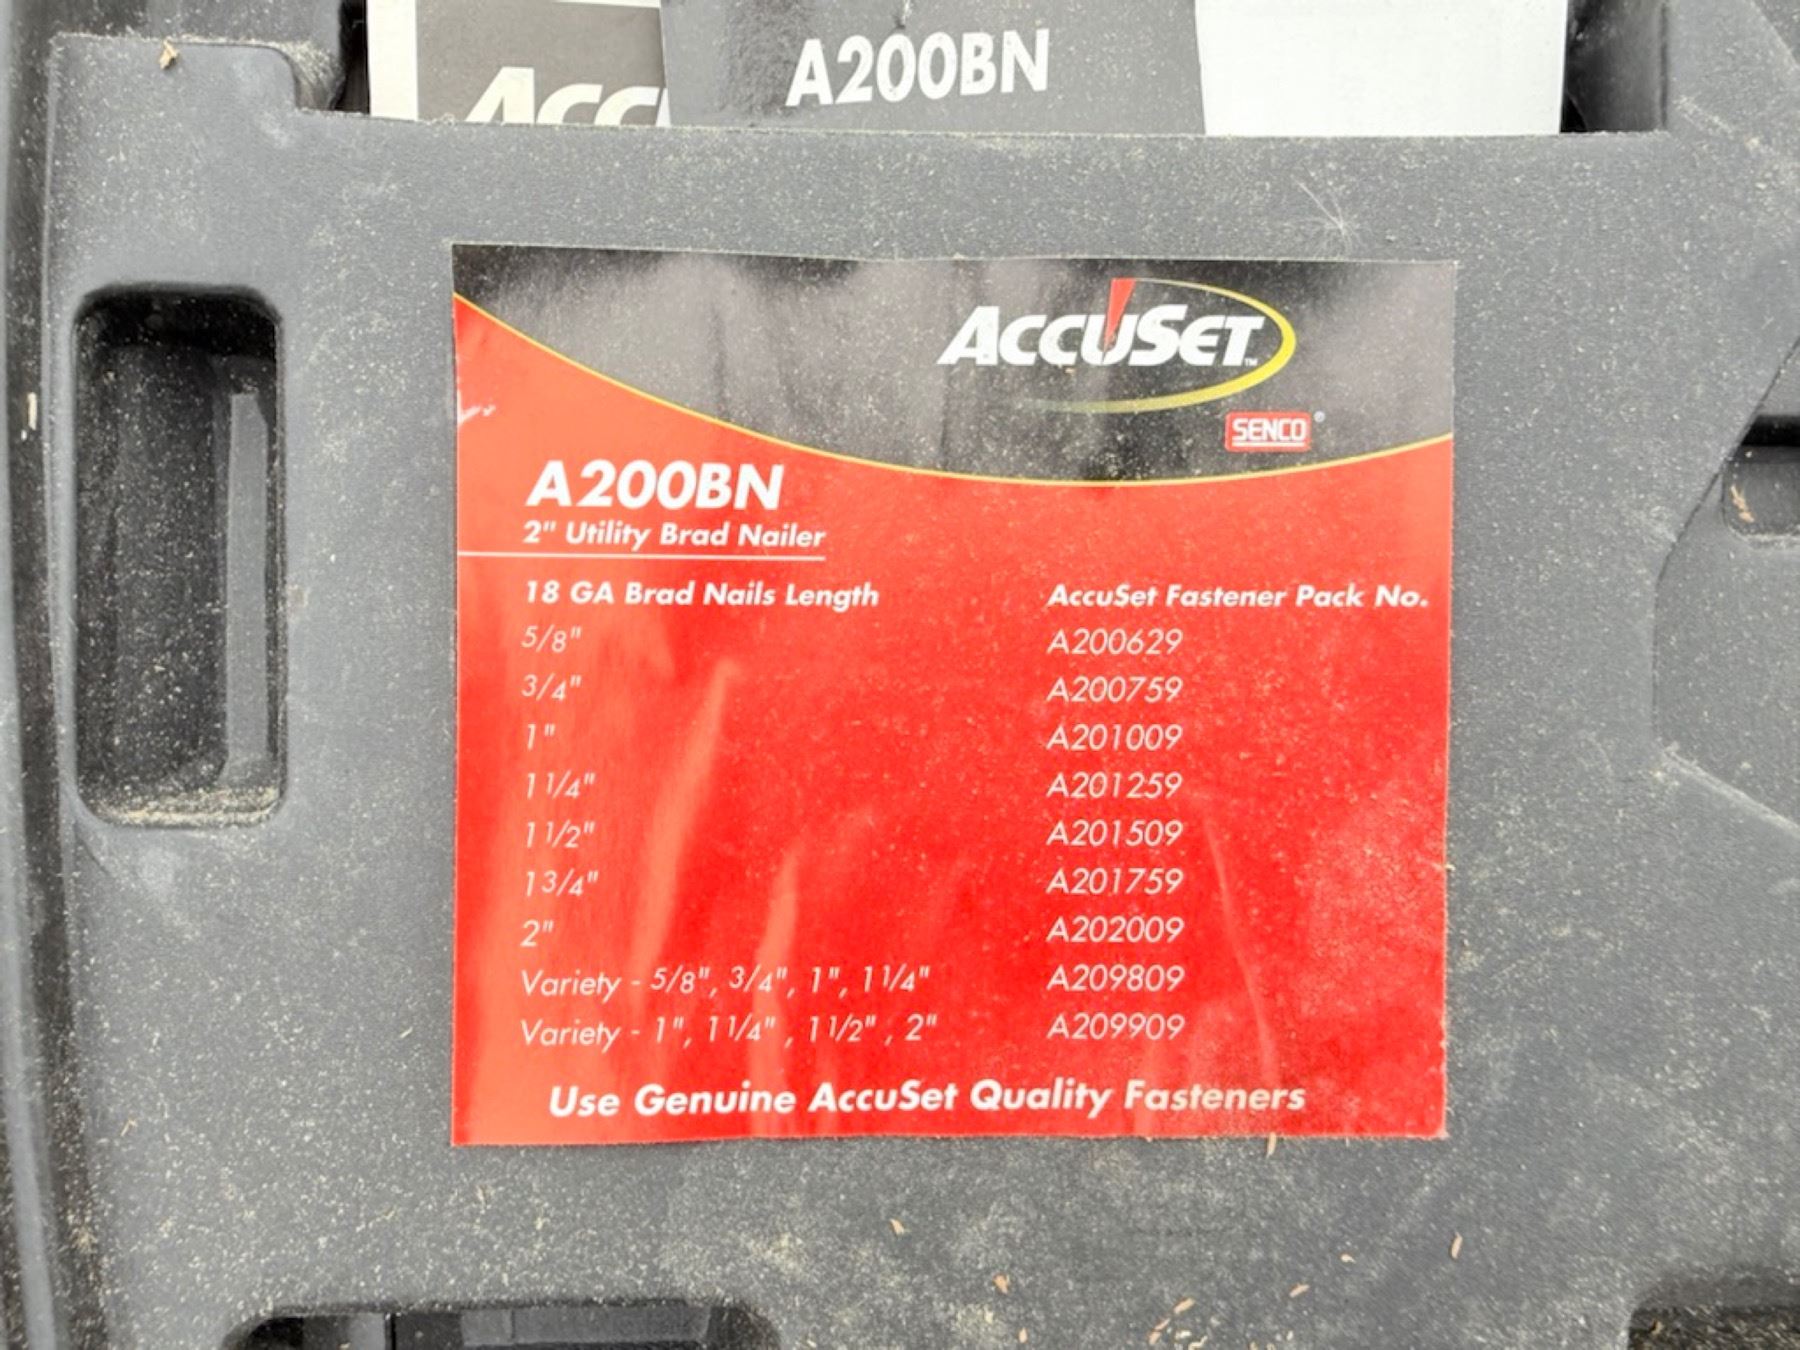 A200BN
ACCUSET™
SENCO®
A200BN
2" Utility Brad Nailer
18 GA Brad Nails Length AccuSet Fastener Pack No.
5/8" A200629
3/4" A200759
1" A201009
1 1/4" A201259
1 1/2" A201509
1 3/4" A201759
2" A202009
Variety - 5/8", 3/4", 1", 1 1/4" A209809
Variety - 1", 1 1/4" , 1 1/2" , 2" A209909
Use Genuine AccuSet Quality Fasteners